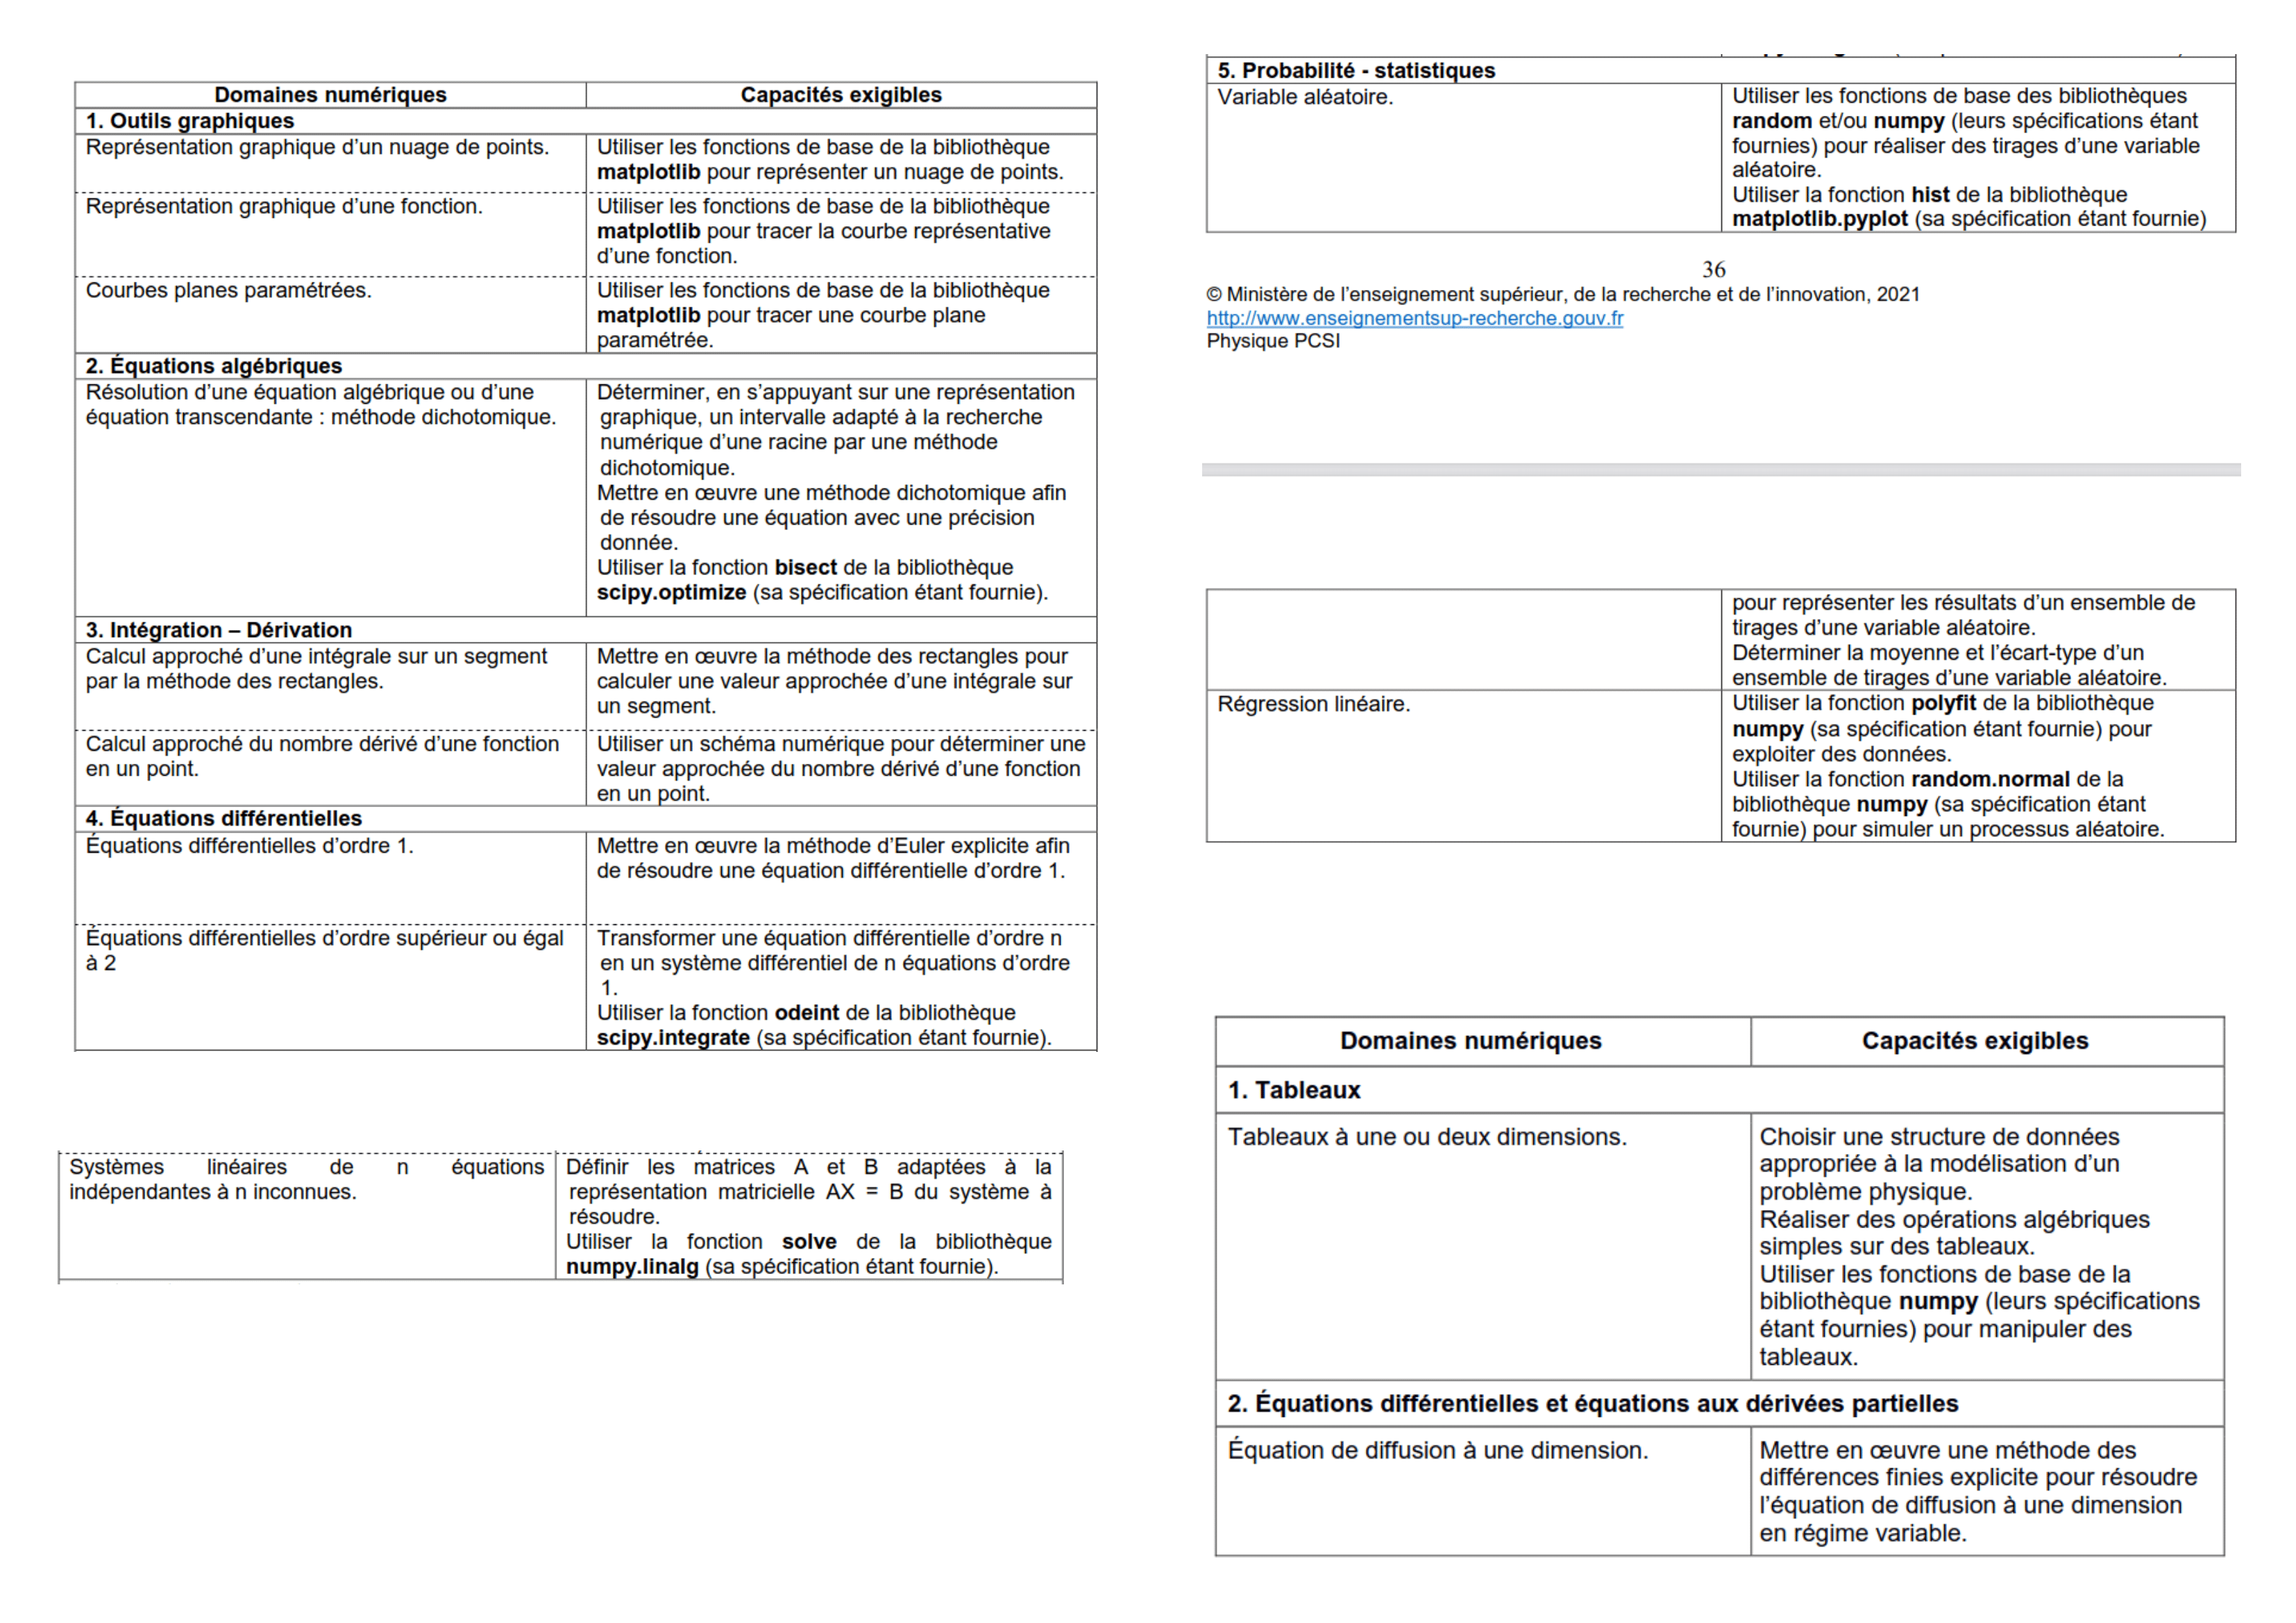 Domaines numériques Capacités exigibles
1. Outils graphiques
Représentation graphique d’un nuage de points.
Utiliser les fonctions de base de la bibliothèque
matplotlib pour représenter un nuage de points.
Représentation graphique d’une fonction.
Utiliser les fonctions de base de la bibliothèque
matplotlib pour tracer la courbe représentative
d’une fonction.
Courbes planes paramétrées.
Utiliser les fonctions de base de la bibliothèque
matplotlib pour tracer une courbe plane
paramétrée.
2. Équations algébriques
Résolution d’une équation algébrique ou d’une
équation transcendante : méthode dichotomique.
Déterminer, en s’appuyant sur une représentation
graphique, un intervalle adapté à la recherche
numérique d’une racine par une méthode
dichotomique.
Mettre en œuvre une méthode dichotomique afin
de résoudre une équation avec une précision
donnée.
Utiliser la fonction bisect de la bibliothèque
scipy.optimize (sa spécification étant fournie).
3. Intégration – Dérivation
Calcul approché d’une intégrale sur un segment
par la méthode des rectangles.
Mettre en œuvre la méthode des rectangles pour
calculer une valeur approchée d’une intégrale sur
un segment.
Calcul approché du nombre dérivé d’une fonction
en un point.
Utiliser un schéma numérique pour déterminer une
valeur approchée du nombre dérivé d’une fonction
en un point.
4. Équations différentielles
Équations différentielles d’ordre 1.
Mettre en œuvre la méthode d’Euler explicite afin
de résoudre une équation différentielle d’ordre 1.
Équations différentielles d’ordre supérieur ou égal
à 2
Transformer une équation différentielle d’ordre n
en un système différentiel de n équations d’ordre
1.
Utiliser la fonction odeint de la bibliothèque
scipy.integrate (sa spécification étant fournie).
Systèmes linéaires de n équations
indépendantes à n inconnues.
Définir les matrices A et B adaptées à la
représentation matricielle AX = B du système à
résoudre.
Utiliser la fonction solve de la bibliothèque
numpy.linalg (sa spécification étant fournie).
5. Probabilité - statistiques
Variable aléatoire.
Utiliser les fonctions de base des bibliothèques
random et/ou numpy (leurs spécifications étant
fournies) pour réaliser des tirages d’une variable
aléatoire.
Utiliser la fonction hist de la bibliothèque
matplotlib.pyplot (sa spécification étant fournie)
36
© Ministère de l’enseignement supérieur, de la recherche et de l’innovation, 2021
http://www.enseignementsup-recherche.gouv.fr
Physique PCSI
pour représenter les résultats d’un ensemble de
tirages d’une variable aléatoire.
Déterminer la moyenne et l’écart-type d’un
ensemble de tirages d’une variable aléatoire.
Régression linéaire.
Utiliser la fonction polyfit de la bibliothèque
numpy (sa spécification étant fournie) pour
exploiter des données.
Utiliser la fonction random.normal de la
bibliothèque numpy (sa spécification étant
fournie) pour simuler un processus aléatoire.
Domaines numériques Capacités exigibles
1. Tableaux
Tableaux à une ou deux dimensions.
Choisir une structure de données
appropriée à la modélisation d’un
problème physique.
Réaliser des opérations algébriques
simples sur des tableaux.
Utiliser les fonctions de base de la
bibliothèque numpy (leurs spécifications
étant fournies) pour manipuler des
tableaux.
2. Équations différentielles et équations aux dérivées partielles
Équation de diffusion à une dimension.
Mettre en œuvre une méthode des
différences finies explicite pour résoudre
l’équation de diffusion à une dimension
en régime variable.